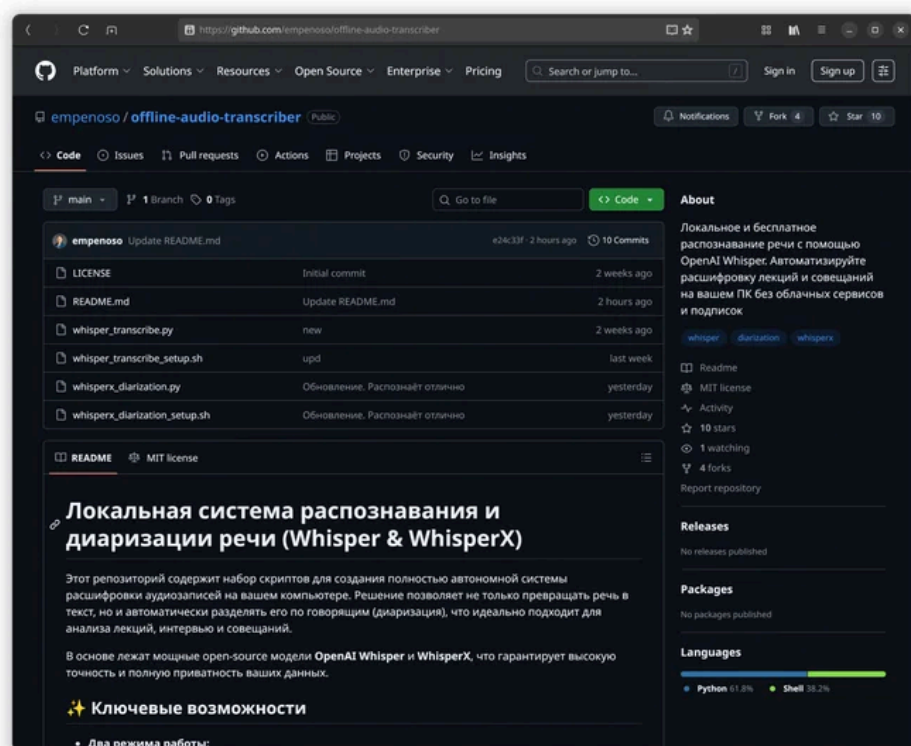 https://github.com/empenoso/offline-audio-transcriber
Platform Solutions Resources Open Source Enterprise Pricing Search or jump to... / Sign in Sign up
empenoso / offline-audio-transcriber Public Notifications Fork 4 Star 10
Code Issues Pull requests Actions Projects Security Insights
main 1 Branch 0 Tags Go to file Code
empenoso Update README.md e24c33f · 2 hours ago 10 Commits
LICENSE Initial commit 2 weeks ago
README.md Update README.md 2 hours ago
whisper_transcribe.py new 2 weeks ago
whisper_transcribe_setup.sh upd last week
whisperx_diarization.py Обновление. Распознаёт отлично yesterday
whisperx_diarization_setup.sh Обновление. Распознаёт отлично yesterday
README MIT license
Локальная система распознавания и
диаризации речи (Whisper & WhisperX)
Этот репозиторий содержит набор скриптов для создания полностью автономной системы
расшифровки аудиозаписей на вашем компьютере. Решение позволяет не только превращать речь в
текст, но и автоматически разделять его по говорящим (диаризация), что идеально подходит для
анализа лекций, интервью и совещаний.
В основе лежат мощные open-source модели OpenAI Whisper и WhisperX, что гарантирует высокую
точность и полную приватность ваших данных.
✨ Ключевые возможности
• Два режима работы:
About
Локальное и бесплатное
распознавание речи с помощью
OpenAI Whisper. Автоматизируйте
расшифровку лекций и совещаний
на вашем ПК без облачных сервисов
и подписок
whisper diarization whisperx
Readme
MIT license
Activity
10 stars
1 watching
4 forks
Report repository
Releases
No releases published
Packages
No packages published
Languages
Python 61.8% Shell 38.2%